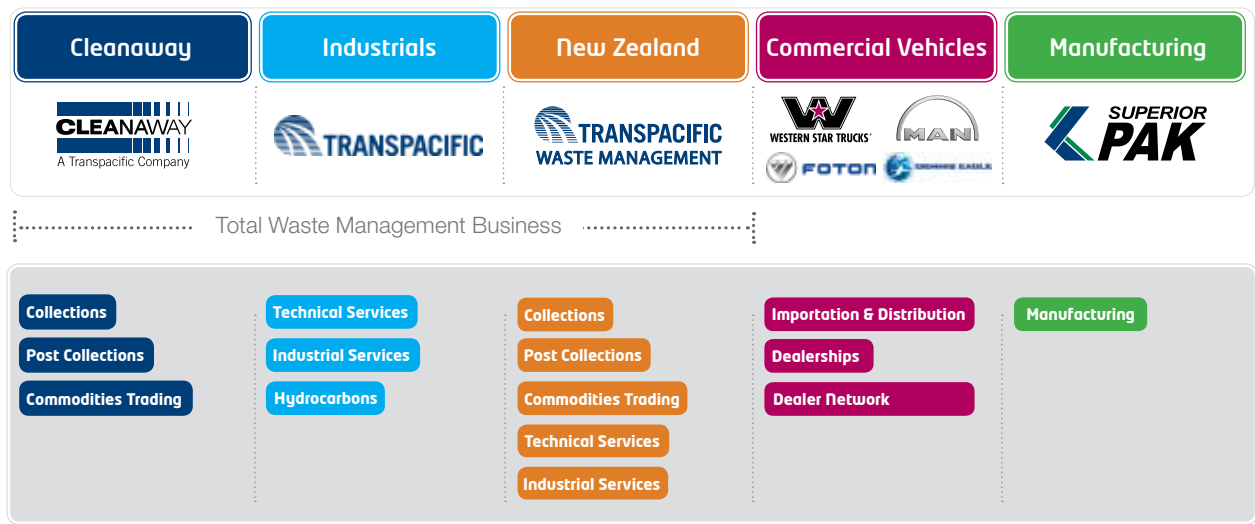 Cleanaway
Industrials
New Zealand
Commercial Vehicles
Manufacturing
CLEANAWAY
A Transpacific Company
TRANSPACIFIC
TRANSPACIFIC
WASTE MANAGEMENT
WESTERN STAR TRUCKS
MAN
FOTON
SUPERIOR
PAK
Total Waste Management Business
Collections
Post Collections
Commodities Trading
Technical Services
Industrial Services
Hydrocarbons
Collections
Post Collections
Commodities Trading
Technical Services
Industrial Services
Importation & Distribution
Dealerships
Dealer Network
Manufacturing